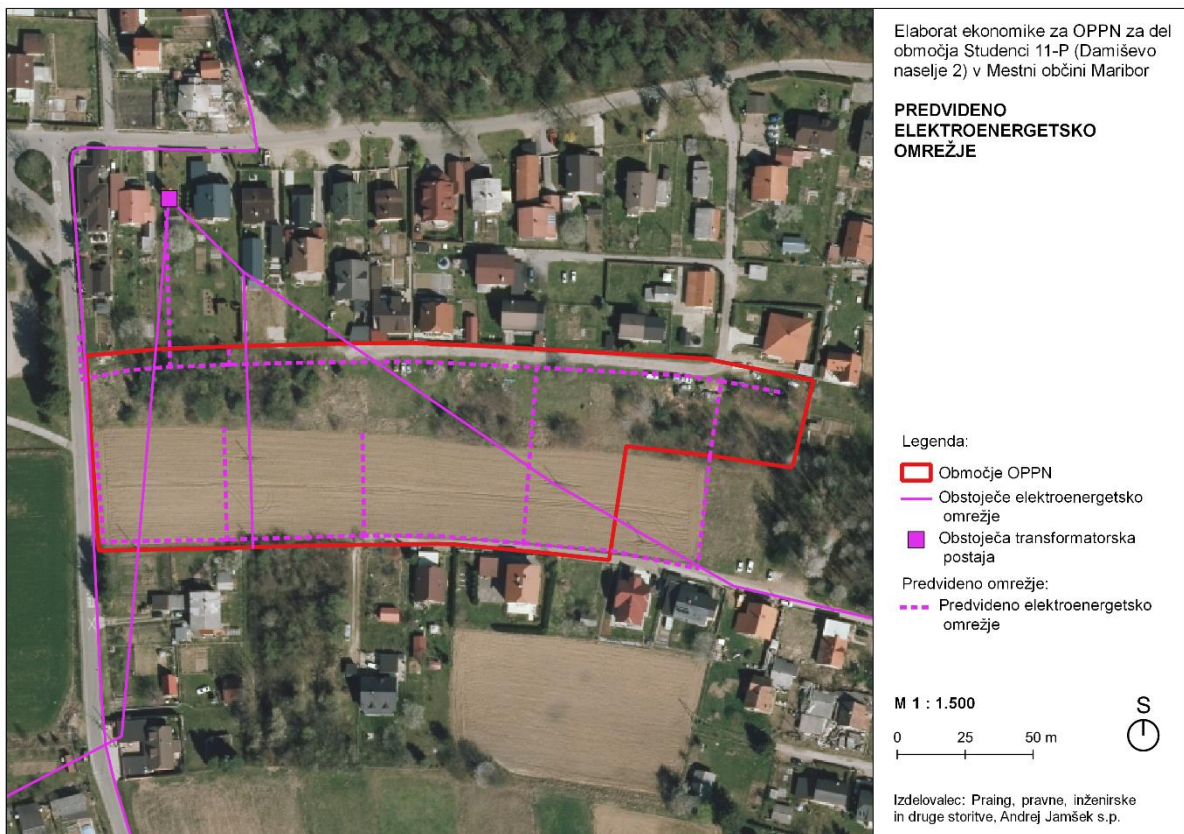 Elaborat ekonomike za OPPN za del
območja Studenci 11-P (Damiševo
naselje 2) v Mestni občini Maribor
PREDVIDENO
ELEKTROENERGETSKO
OMREŽJE
Legenda:
Območje OPPN
Obstoječe elektroenergetsko
omrežje
Obstoječa transformatorska
postaja
Predvideno omrežje:
Predvideno elektroenergetsko
omrežje
M 1 : 1.500
S
0 25 50 m
Izdelovalec: Praing, pravne, inženirske
in druge storitve, Andrej Jamšek s.p.